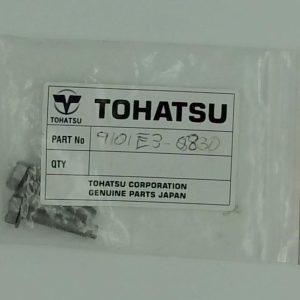 TOHATSU
TOHATSU
PART No 9101E3-0830
QTY
TOHATSU CORPORATION
GENUINE PARTS JAPAN